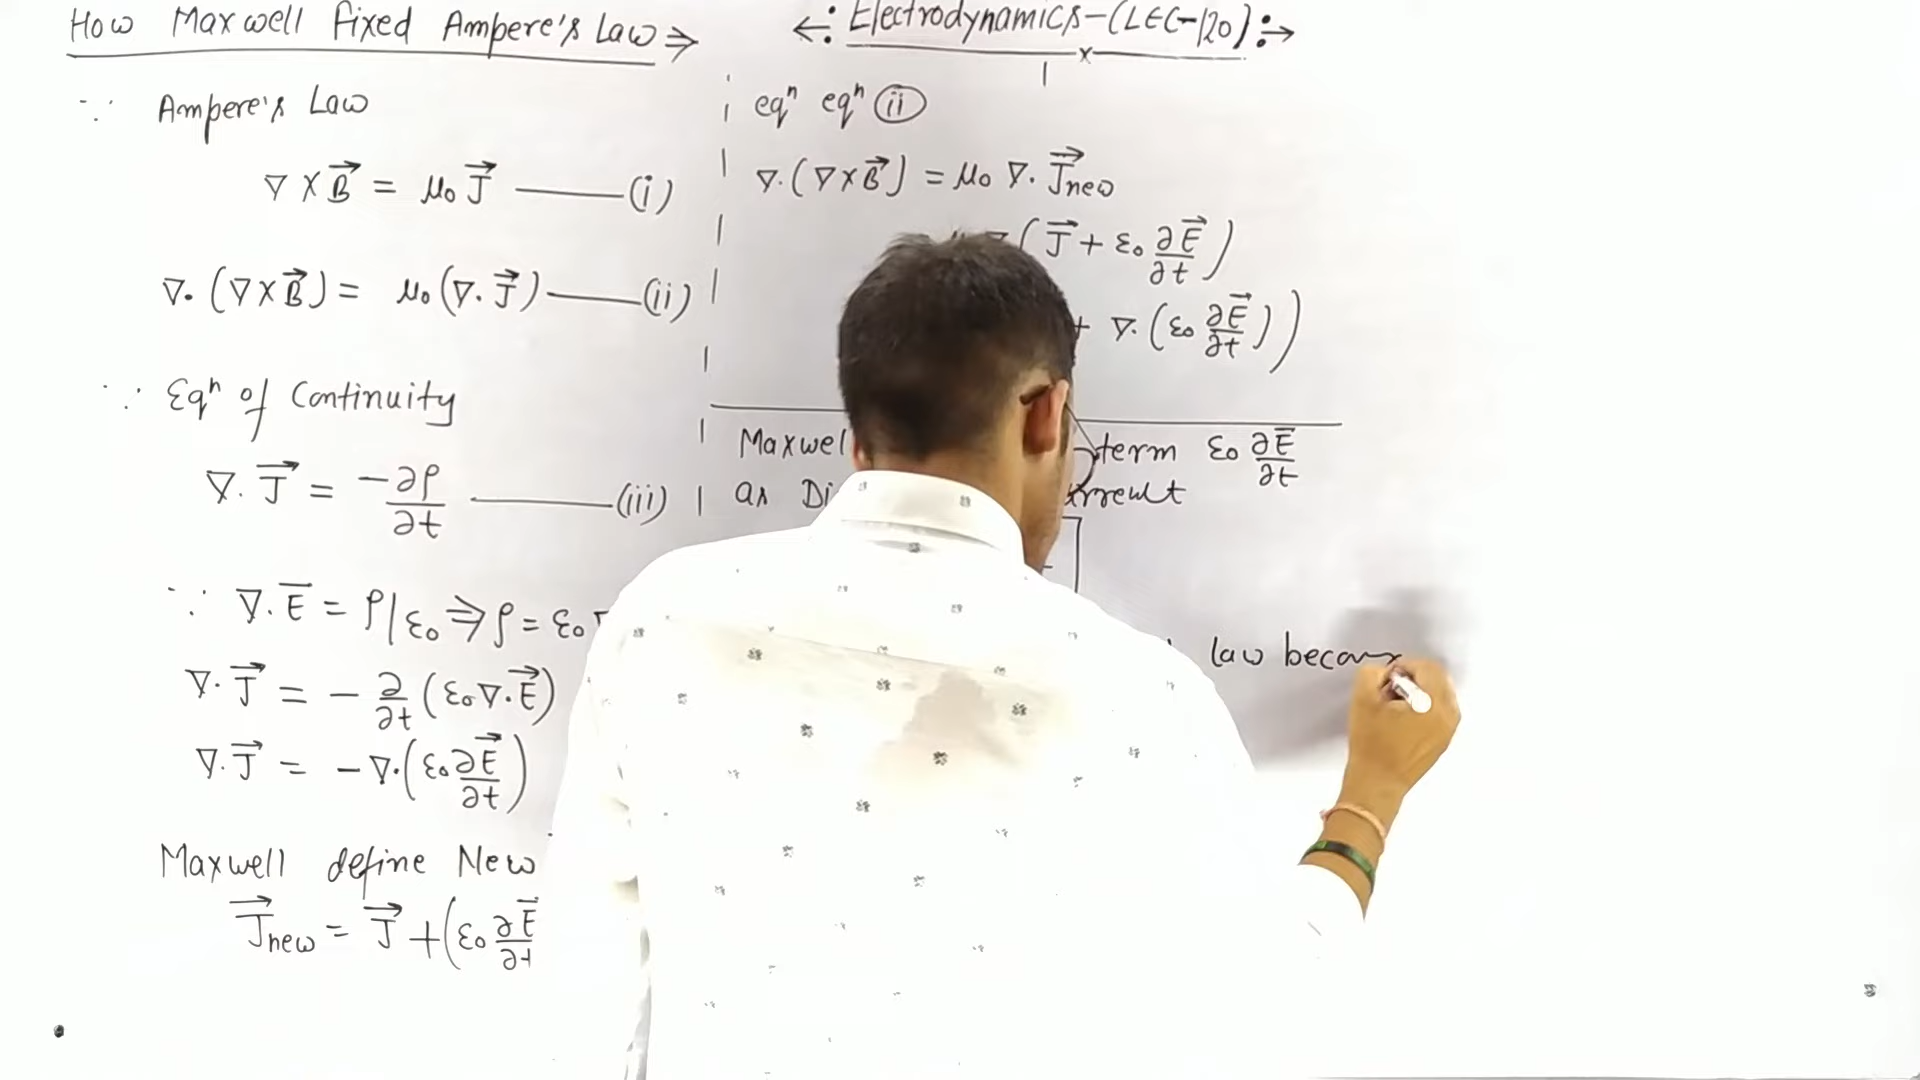 How Maxwell Fixed Ampere's Law ⇒
←: Electrodynamics-(LEC-120) :→
∵ Ampere's Law
∇ × B⃗ = μ₀ J⃗ ———(i)
∇·(∇×B⃗) = μ₀(∇·J⃗)———(ii)
∵ Eqⁿ of Continuity
∇·J⃗ = -∂ρ/∂t ———(iii)
∵ ∇·E̅ = ρ/ε₀ ⇒ ρ = ε₀
∇·J⃗ = -∂/∂t (ε₀∇·E⃗)
∇·J⃗ = -∇·(ε₀ ∂E⃗/∂t)
Maxwell define New
J⃗new = J⃗ + (ε₀ ∂E̅/∂t
eqⁿ eqⁿ (ii)
∇·(∇×B⃗) = μ₀ ∇·J⃗new
(J⃗ + ε₀ ∂E⃗/∂t)
+ ∇·(ε₀ ∂E⃗/∂t))
term ε₀ ∂E̅/∂t
as
law